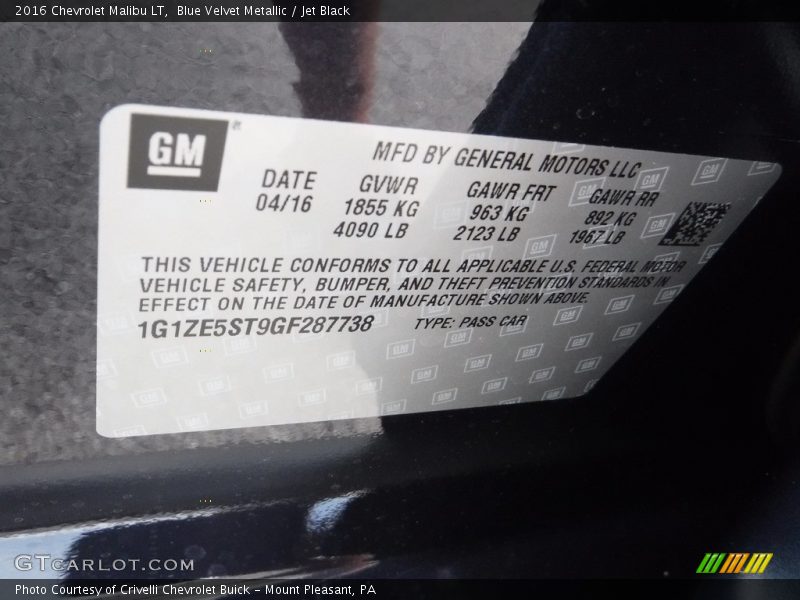 2016 Chevrolet Malibu LT, Blue Velvet Metallic / Jet Black
GM
MFD BY GENERAL MOTORS LLC
DATE GVWR GAWR FRT GAWR RR
04/16 1855 KG 963 KG 892 KG
4090 LB 2123 LB 1967 LB
THIS VEHICLE CONFORMS TO ALL APPLICABLE U.S. FEDERAL MOTOR
VEHICLE SAFETY, BUMPER, AND THEFT PREVENTION STANDARDS IN
EFFECT ON THE DATE OF MANUFACTURE SHOWN ABOVE.
1G1ZE5ST9GF287738 TYPE: PASS CAR
GTCARLOT.COM
Photo Courtesy of Crivelli Chevrolet Buick - Mount Pleasant, PA